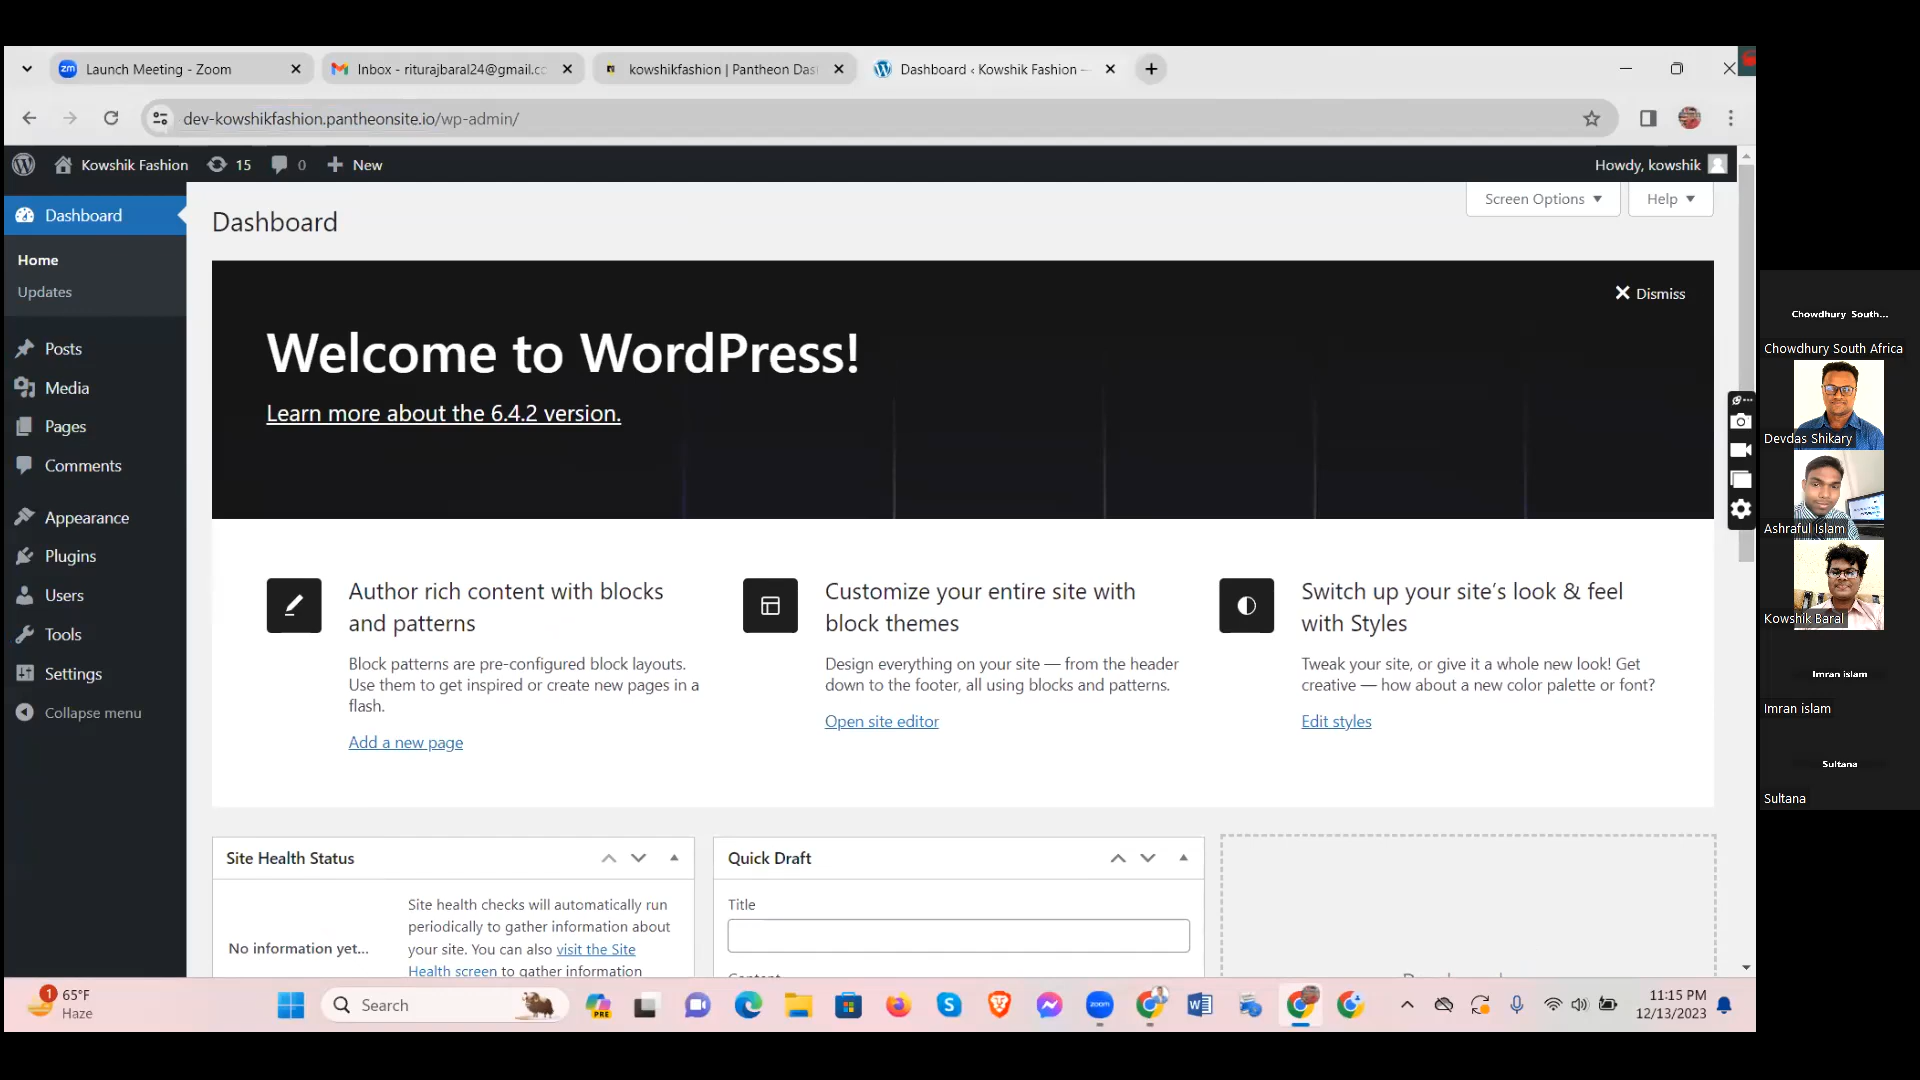 Launch Meeting - Zoom
Inbox - riturajbaral24@gmail.cc
kowshikfashion | Pantheon Das
Dashboard ‹ Kowshik Fashion —
dev-kowshikfashion.pantheonsite.io/wp-admin/
Kowshik Fashion
15
0
New
Howdy, kowshik
Dashboard
Home
Updates
Posts
Media
Pages
Comments
Appearance
Plugins
Users
Tools
Settings
Collapse menu
Dashboard
Screen Options
Help
Dismiss
Welcome to WordPress!
Learn more about the 6.4.2 version.
Author rich content with blocks
and patterns
Block patterns are pre-configured block layouts.
Use them to get inspired or create new pages in a
flash.
Add a new page
Customize your entire site with
block themes
Design everything on your site — from the header
down to the footer, all using blocks and patterns.
Open site editor
Switch up your site’s look & feel
with Styles
Tweak your site, or give it a whole new look! Get
creative — how about a new color palette or font?
Edit styles
Site Health Status
No information yet...
Site health checks will automatically run
periodically to gather information about
your site. You can also visit the Site
Health screen to gather information
Quick Draft
Title
Chowdhury South...
Chowdhury South Africa
Devdas Shikary
Ashraful Islam
Kowshik Baral
Imran islam
Imran islam
Sultana
Sultana
1
65°F
Haze
Search
PRE
zoom
11:15 PM
12/13/2023